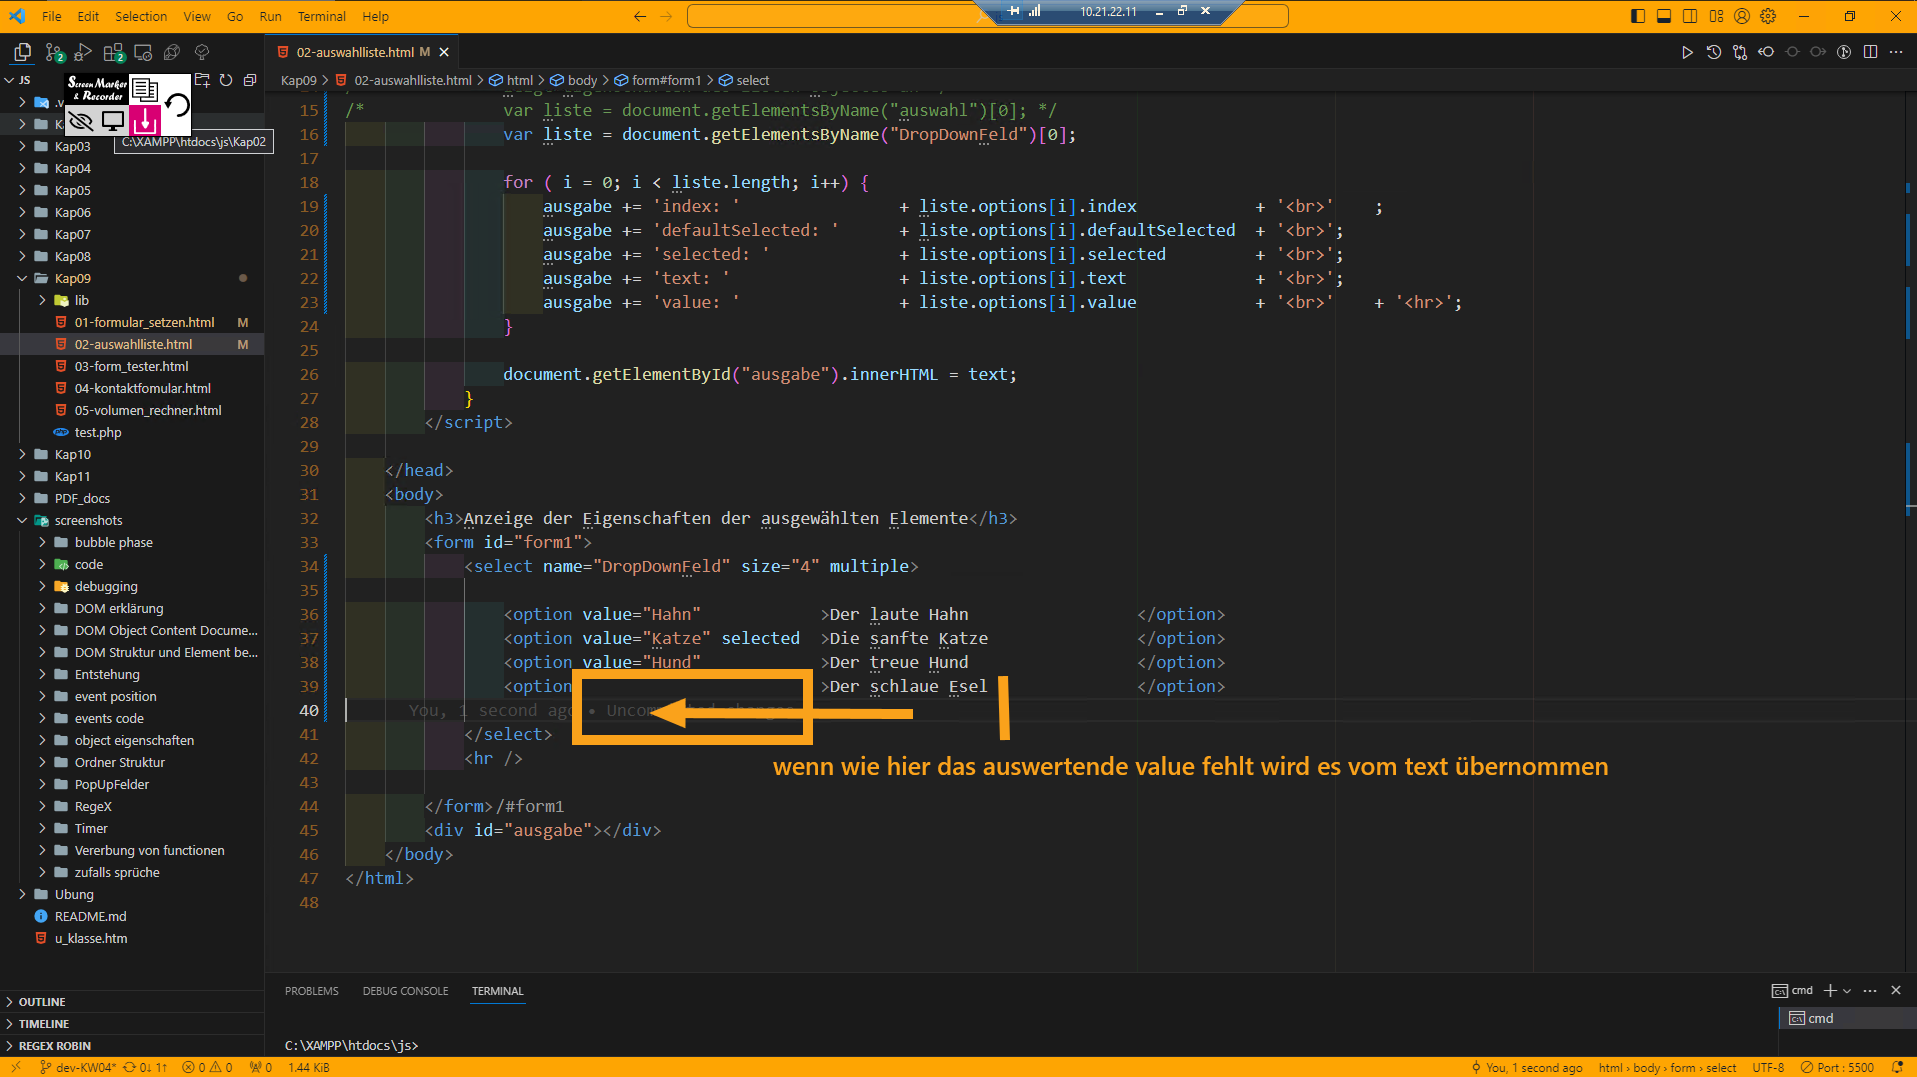 File Edit Selection View Go Run Terminal Help
10.21.22.11
02-auswahlliste.html M
JS
Screen Marker & Recorder
C:\XAMPP\htdocs\js\Kap02
Kap03
Kap04
Kap05
Kap06
Kap07
Kap08
Kap09
lib
01-formular_setzen.html M
02-auswahlliste.html M
03-form_tester.html
04-kontaktfomular.html
05-volumen_rechner.html
test.php
Kap10
Kap11
PDF_docs
screenshots
bubble phase
code
debugging
DOM erklärung
DOM Object Content Docume...
DOM Struktur und Element be...
Entstehung
event position
events code
object eigenschaften
Ordner Struktur
PopUpFelder
RegeX
Timer
Vererbung von functionen
zufalls sprüche
Ubung
README.md
u_klasse.htm
OUTLINE
TIMELINE
REGEX ROBIN
Kap09 > 02-auswahlliste.html > html > body > form#form1 > select
15 /* var liste = document.getElementsByName("auswahl")[0]; */
16 var liste = document.getElementsByName("DropDownFeld")[0];
17
18 for ( i = 0; i < liste.length; i++) {
19 ausgabe += 'index: ' + liste.options[i].index + '<br>' ;
20 ausgabe += 'defaultSelected: ' + liste.options[i].defaultSelected + '<br>';
21 ausgabe += 'selected: ' + liste.options[i].selected + '<br>';
22 ausgabe += 'text: ' + liste.options[i].text + '<br>';
23 ausgabe += 'value: ' + liste.options[i].value + '<br>' + '<hr>';
24 }
25
26 document.getElementById("ausgabe").innerHTML = text;
27 }
28 </script>
29
30 </head>
31 <body>
32 <h3>Anzeige der Eigenschaften der ausgewählten Elemente</h3>
33 <form id="form1">
34 <select name="DropDownFeld" size="4" multiple>
35
36 <option value="Hahn" >Der laute Hahn </option>
37 <option value="Katze" selected >Die sanfte Katze </option>
38 <option value="Hund" >Der treue Hund </option>
39 <option >Der schlaue Esel </option>
40 You, 1 second ago •
41 </select>
42 <hr />
wenn wie hier das auswertende value fehlt wird es vom text übernommen
43
44 </form>/#form1
45 <div id="ausgabe"></div>
46 </body>
47 </html>
48
PROBLEMS DEBUG CONSOLE TERMINAL
cmd
cmd
C:\XAMPP\htdocs\js>
dev-KW04* 0↓ 1↑ 0 0 0 1.44 KiB
You, 1 second ago html › body › form › select UTF-8 Port : 5500